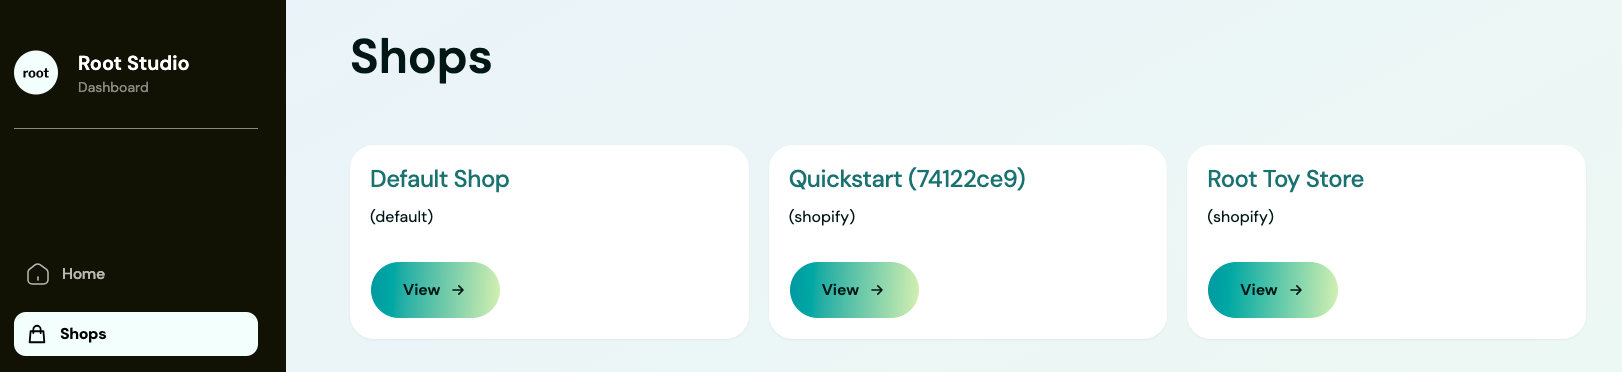 root
Root Studio
Dashboard
Home
Shops
Shops
Default Shop
(default)
View
Quickstart (74122ce9)
(shopify)
View
Root Toy Store
(shopify)
View